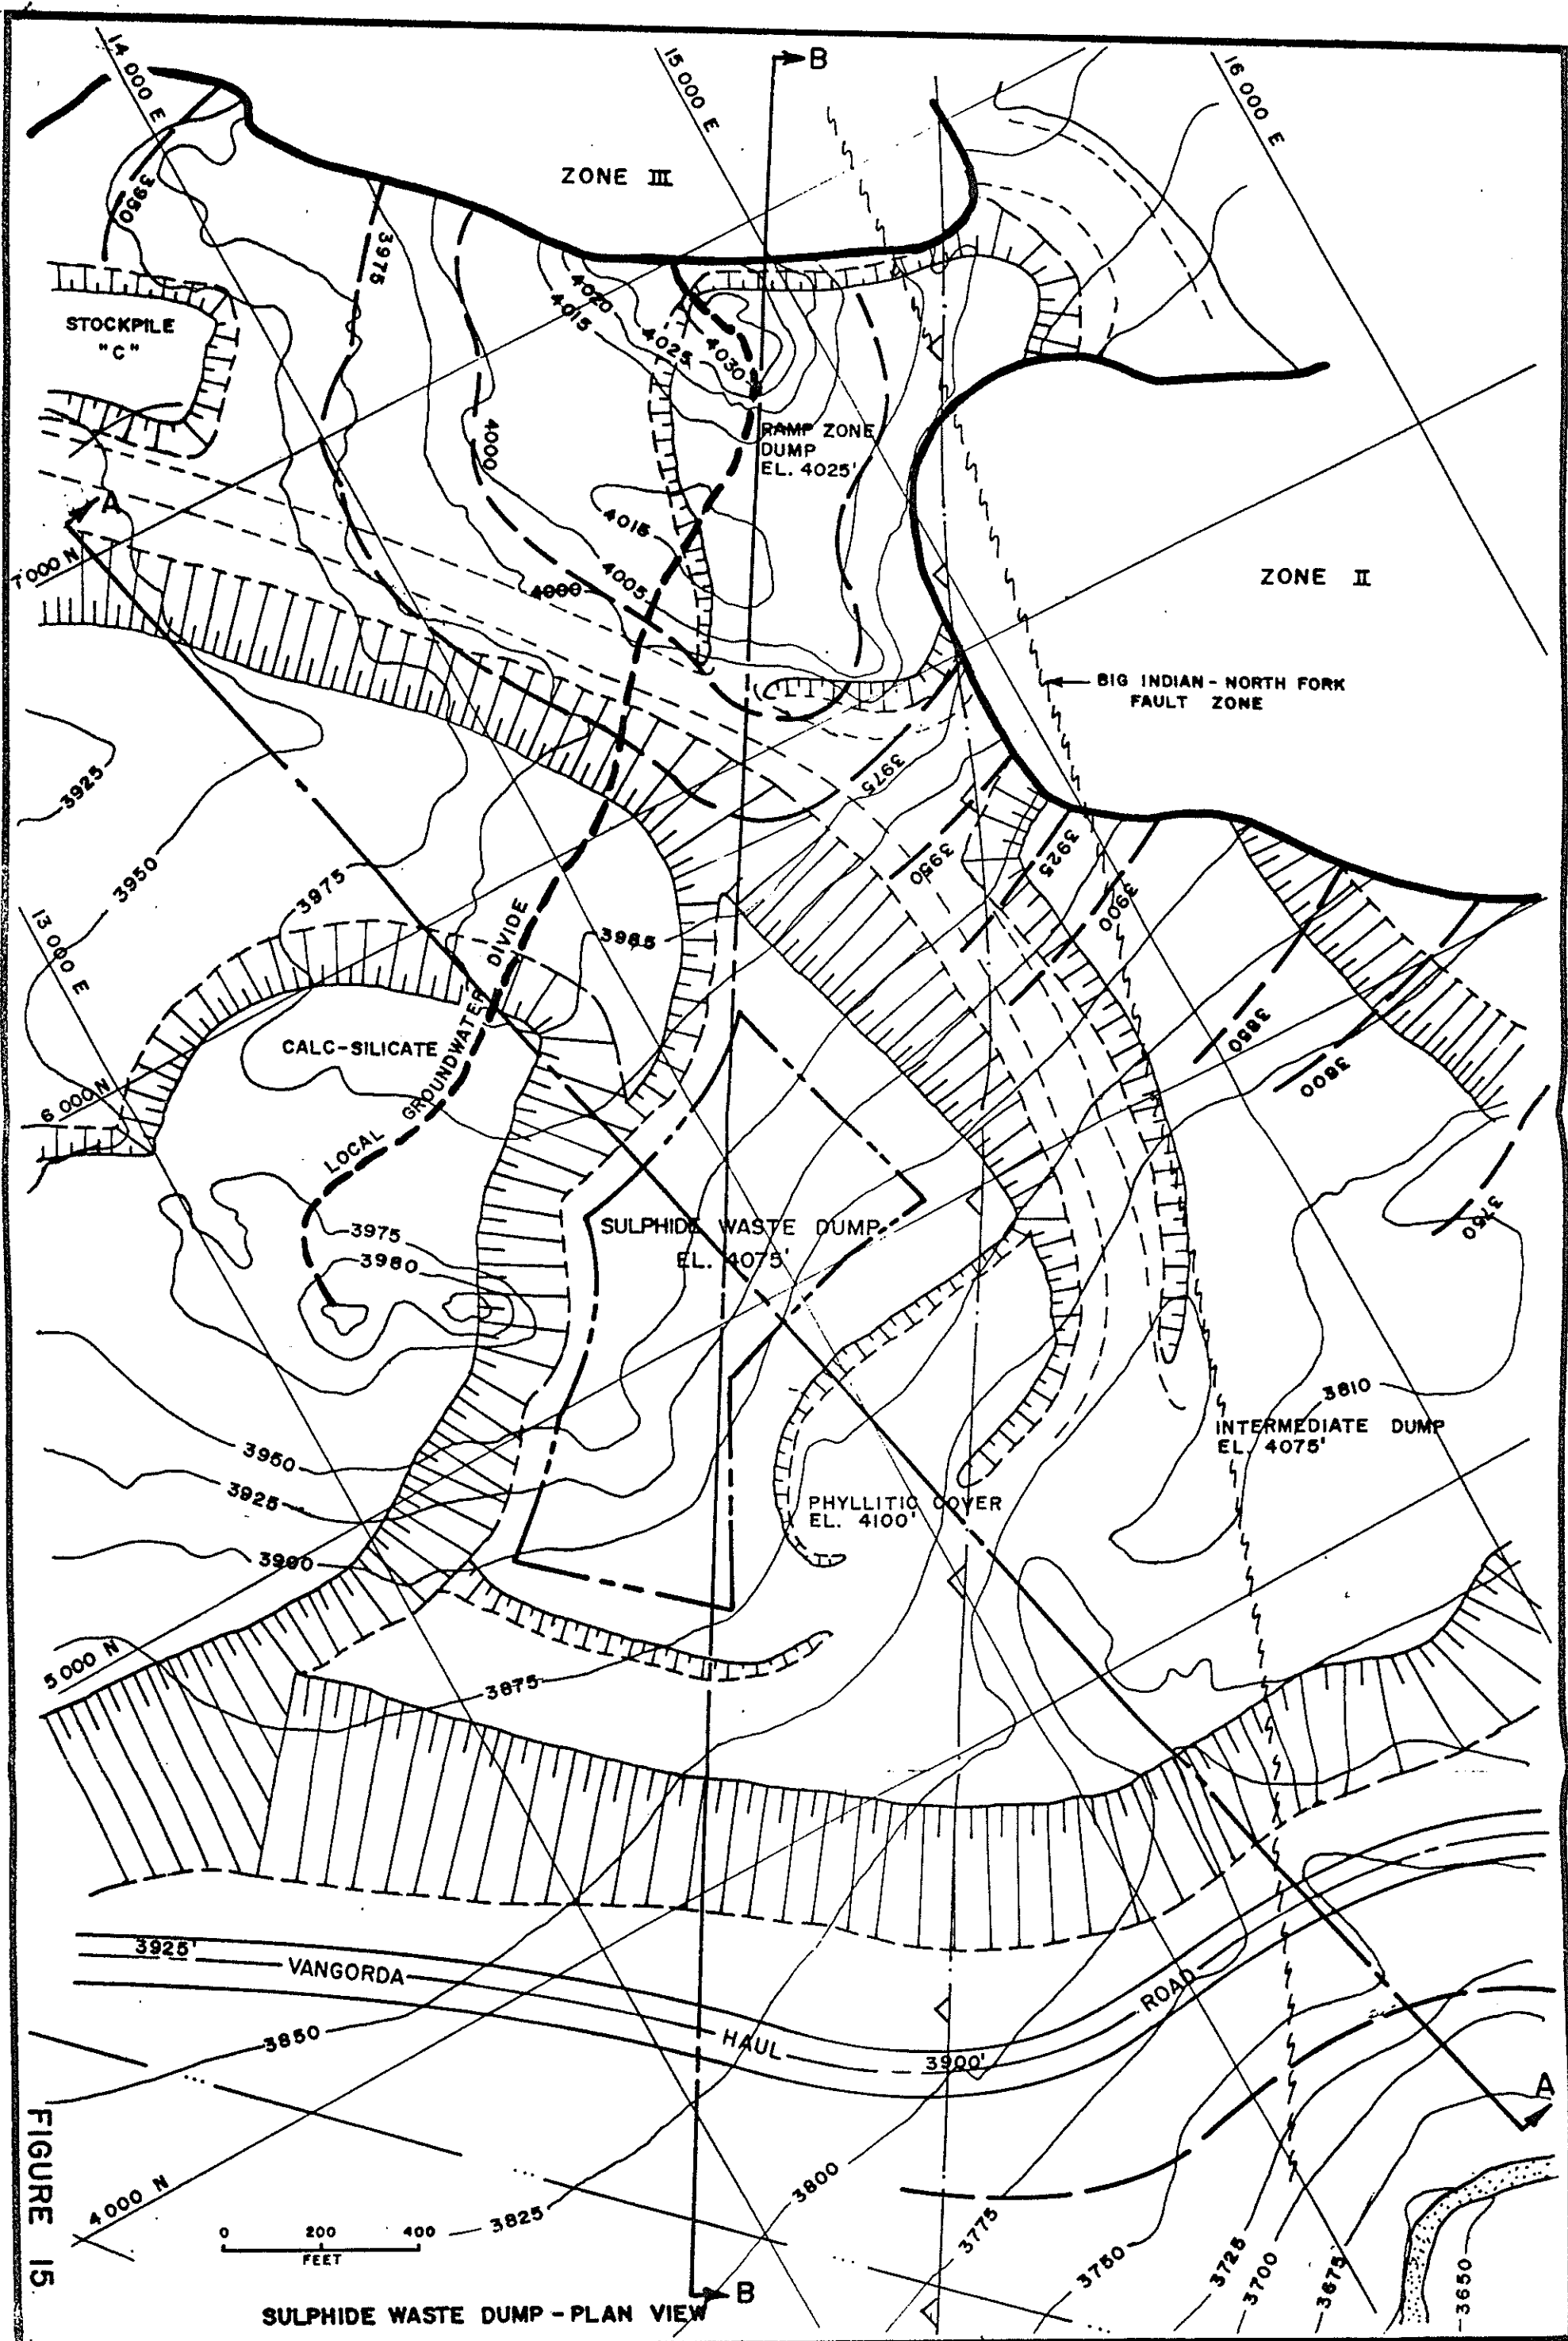 14 000 E
15 000 E
B
16 000 E
ZONE III
3950
3975
4020
4015
STOCKPILE
"C"
4025
4030
4000
RAMP ZONE
DUMP
EL. 4025'
A
4015
7 000 N
4005
4000
ZONE II
BIG INDIAN - NORTH FORK
FAULT ZONE
3925
3975
3950
3925
3950
3975
3900
13 000 E
3985
DIVIDE
CALC-SILICATE
GROUNDWATER
LOCAL
3850
3800
6 000 N
3750
3975
3980
SULPHIDE WASTE DUMP
EL. 4075'
3810
INTERMEDIATE DUMP
EL. 4075'
3950
3925
PHYLLITIC COVER
EL. 4100'
3900
5 000 N
3875
3925'
VANGORDA
HAUL
ROAD
3900'
3850
A
4 000 N
3800
3825
3775
3750
3725
3700
3675
3650
0 200 400
FEET
B
SULPHIDE WASTE DUMP - PLAN VIEW
FIGURE 15.